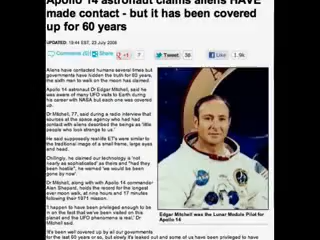 Apollo 14 astronaut claims aliens HAVE
made contact - but it has been covered
up for 60 years
UPDATED: 19:44 EST, 23 July 2008
Comments
Share
Aliens have contacted humans several times but
governments have hidden the truth for 60 years,
the sixth man to walk on the moon has claimed.
Apollo 14 astronaut Dr Edgar Mitchell, said he
was aware of many UFO visits to Earth during
his career with NASA but each one was covered
up.
Dr Mitchell, 77, said during a radio interview that
sources at the space agency who had had
contact with aliens described the beings as 'little
people who look strange to us.'
He said supposedly real-life ET's were similar to
the traditional image of a small frame, large eyes
and head.
Chillingly, he claimed our technology is 'not
nearly as sophisticated' as theirs and "had they
been hostile", he warned 'we would be been
gone by now'.
Dr Mitchell, along with with Apollo 14 commander
Alan Shepard, holds the record for the longest
ever moon walk, at nine hours and 17 minutes
following their 1971 mission.
'I happen to have been privileged enough to be
in on the fact that we've been visited on this
planet and the UFO phenomena is real,' Dr
Mitchell said.
'It's been well covered up by all our governments
for the last 60 years or so, but slowly it's leaked out and some of us have been privileged to have
Edgar Mitchell was the Lunar Module Pilot for
Apollo 14